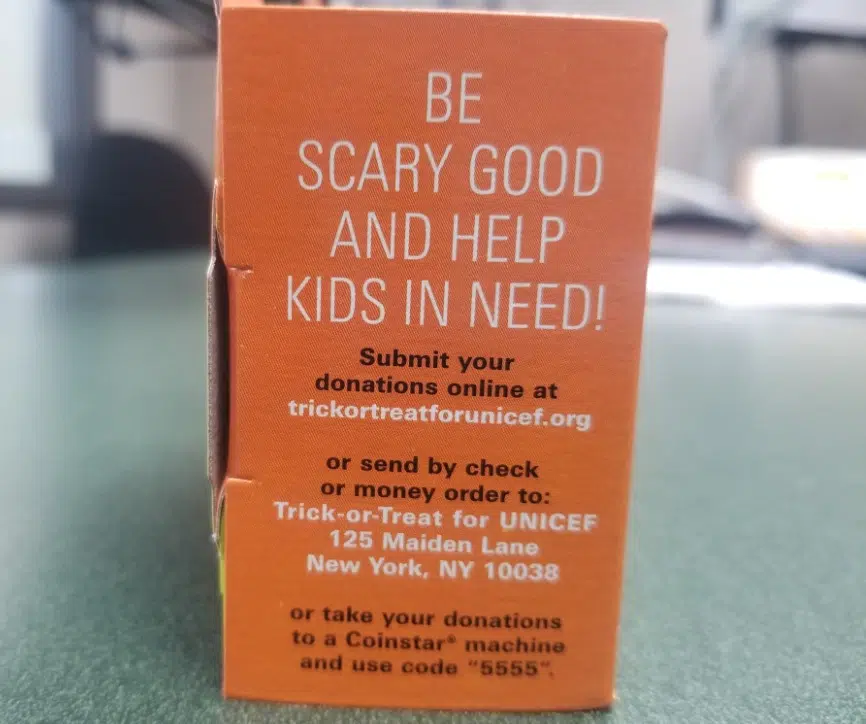 BE
SCARY GOOD
AND HELP
KIDS IN NEED!
Submit your
donations online at
trickortreatforunicef.org
or send by check
or money order to:
Trick-or-Treat for UNICEF
125 Maiden Lane
New York, NY 10038
or take your donations
to a Coinstar® machine
and use code "5555".